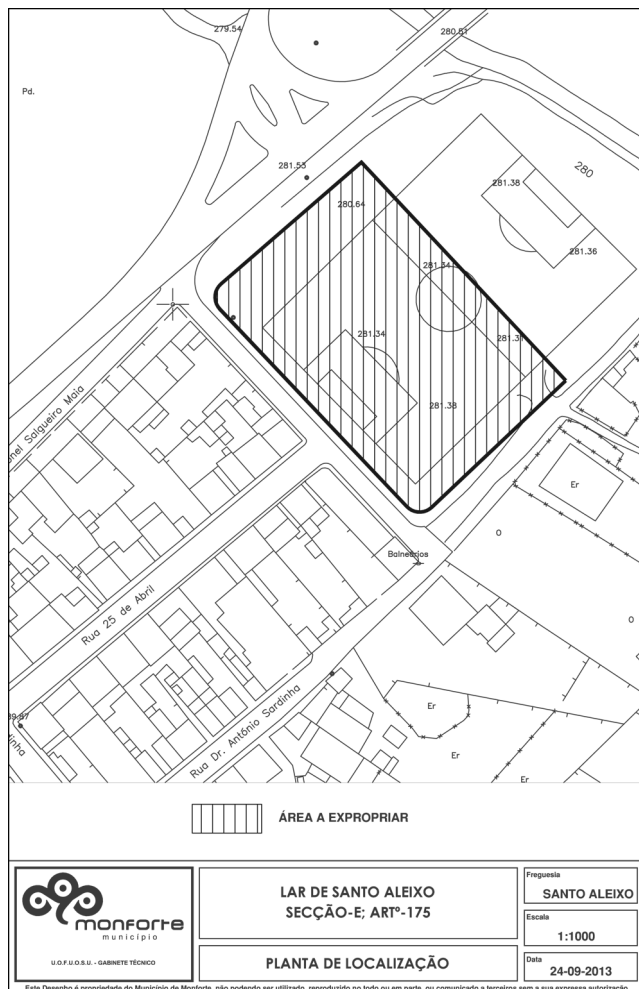 279.54
280.51
Pd.
281.53
281.38
280
280.64
281.36
281.34
281.34
281.31
281.38
onel Salgueiro Maia
Er
Balneários
O
Rua 25 de Abril
O
Er
Rua Dr. António Sardinha
Er
Er
ÁREA A EXPROPRIAR
monforte
município
U.O.F.U.O.S.U. - GABINETE TÉCNICO
LAR DE SANTO ALEIXO
SECÇÃO-E; ARTº-175
PLANTA DE LOCALIZAÇÃO
Freguesia
SANTO ALEIXO
Escala
1:1000
Data
24-09-2013
Este Desenho é propriedade do Município de Monforte, não podendo ser utilizado, reproduzido no todo ou em parte, ou comunicado a terceiros sem a sua expressa autorização